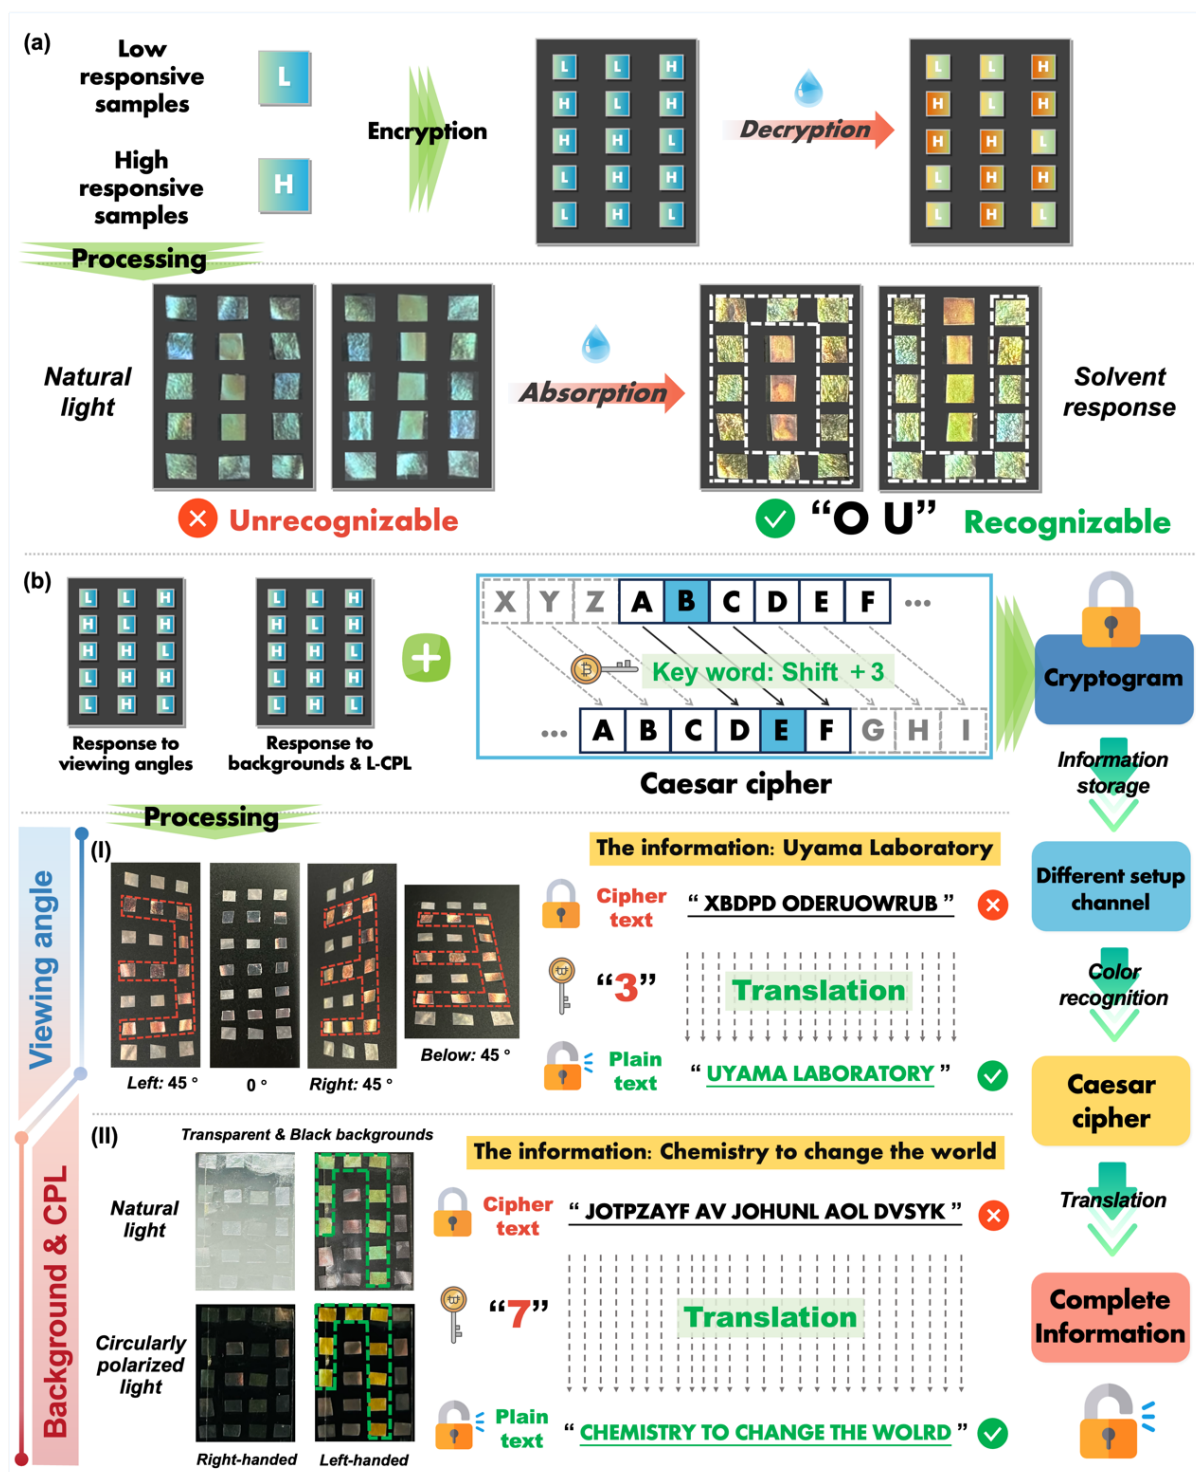 (a)
Low
responsive
samples
L
High
responsive
samples
H
Encryption
L L H
H L H
H H L
L H H
L H L
Decryption
L L H
H L H
H H L
L H H
L H L
Processing
Natural
light
Absorption
Solvent
response
Unrecognizable
“O U” Recognizable
(b)
L L H
H L H
H H L
L H H
L H L
Response to
viewing angles
L L H
H L H
H H L
L H H
L H L
Response to
backgrounds & L-CPL
X Y Z A B C D E F ...
Key word: Shift + 3
... A B C D E F G H I
Caesar cipher
Cryptogram
Information
storage
Different setup
channel
Color
recognition
Caesar
cipher
Translation
Complete
Information
Processing
Viewing angle
(I)
Left: 45 °
0 °
Right: 45 °
Below: 45 °
The information: Uyama Laboratory
Cipher
text
“ XBDPD ODERUOWRUB ”
“3”
Translation
Plain
text
“ UYAMA LABORATORY ”
Background & CPL
(II)
Transparent & Black backgrounds
Natural
light
Circularly
polarized
light
Right-handed
Left-handed
The information: Chemistry to change the world
Cipher
text
“ JOTPZAYF AV JOHUNL AOL DVSYK ”
“7”
Translation
Plain
text
“ CHEMISTRY TO CHANGE THE WOLRD ”